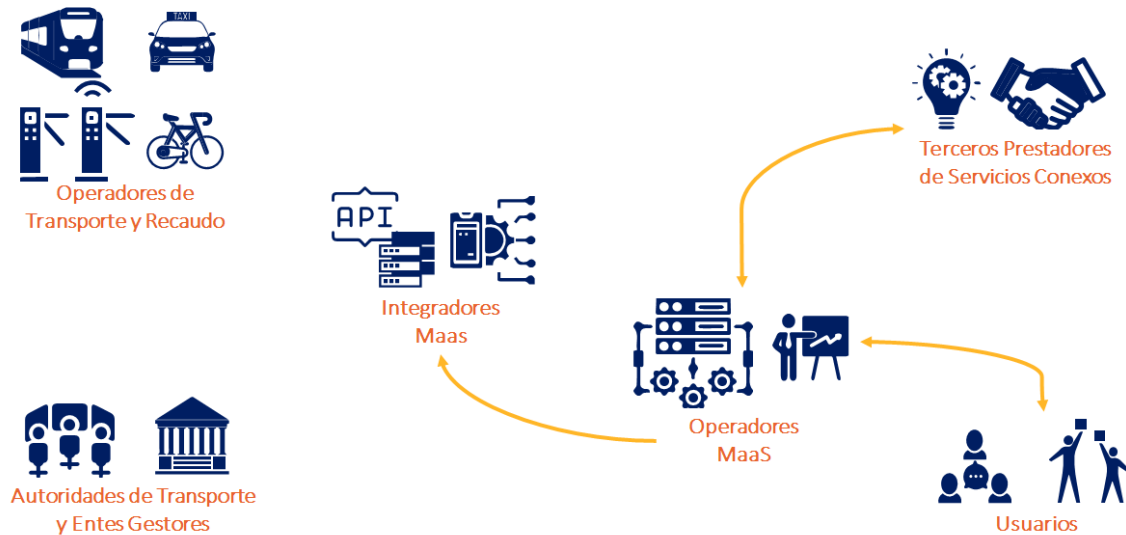 TAXI
Operadores de
Transporte y Recaudo
API
Integradores
Maas
Terceros Prestadores
de Servicios Conexos
Operadores
MaaS
Autoridades de Transporte
y Entes Gestores
Usuarios